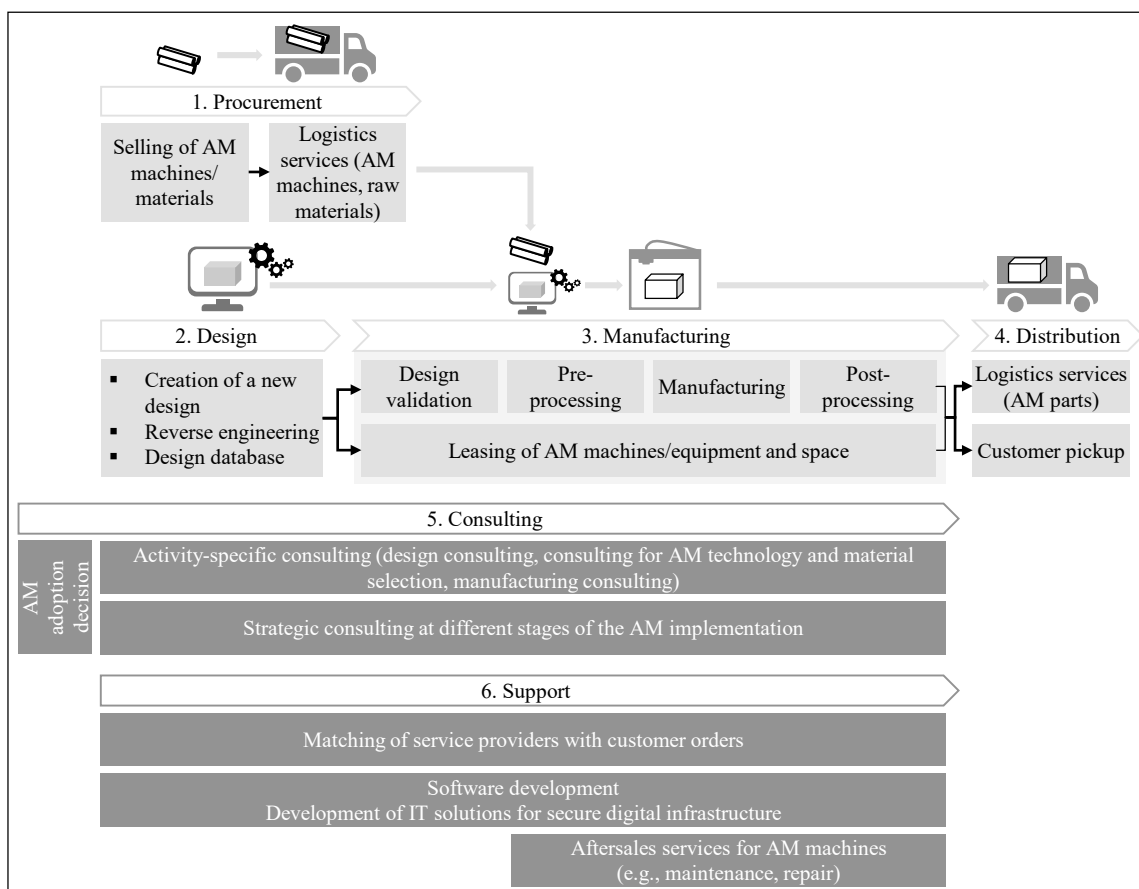 1. Procurement
Selling of AM
machines/
materials
Logistics
services (AM
machines, raw
materials)
2. Design
3. Manufacturing
4. Distribution
▪ Creation of a new
design
▪ Reverse engineering
▪ Design database
Design
validation
Pre-
processing
Manufacturing
Post-
processing
Leasing of AM machines/equipment and space
Logistics services
(AM parts)
Customer pickup
5. Consulting
AM
adoption
decision
Activity-specific consulting (design consulting, consulting for AM technology and material
selection, manufacturing consulting)
Strategic consulting at different stages of the AM implementation
6. Support
Matching of service providers with customer orders
Software development
Development of IT solutions for secure digital infrastructure
Aftersales services for AM machines
(e.g., maintenance, repair)